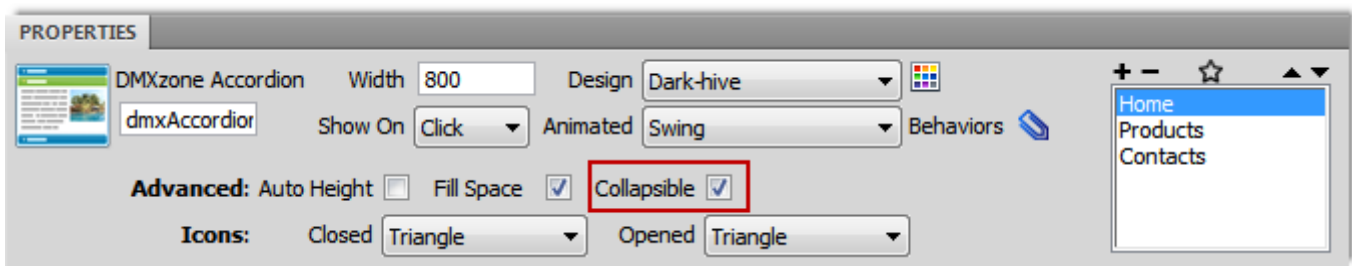 PROPERTIES
DMXzone Accordion Width 800 Design Dark-hive
dmxAccordior Show On Click Animated Swing Behaviors
Advanced: Auto Height Fill Space Collapsible
Icons: Closed Triangle Opened Triangle
Home
Products
Contacts